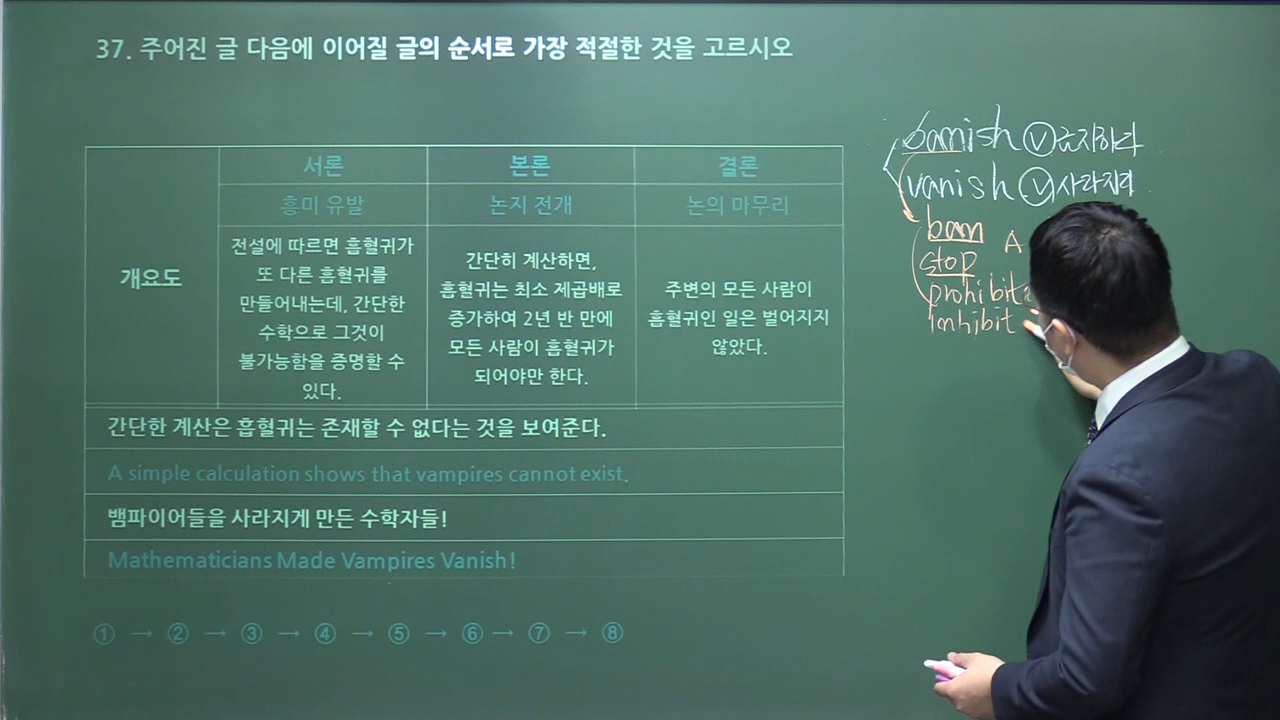 37. 주어진 글 다음에 이어질 글의 순서로 가장 적절한 것을 고르시오
서론
본론
결론
흥미 유발
논지 전개
논의 마무리
개요도
전설에 따르면 흡혈귀가
또 다른 흡혈귀를
만들어내는데, 간단한
수학으로 그것이
불가능함을 증명할 수
있다.
간단히 계산하면,
흡혈귀는 최소 제곱배로
증가하여 2년 반 만에
모든 사람이 흡혈귀가
되어야만 한다.
주변의 모든 사람이
흡혈귀인 일은 벌어지지
않았다.
간단한 계산은 흡혈귀는 존재할 수 없다는 것을 보여준다.
A simple calculation shows that vampires cannot exist.
뱀파이어들을 사라지게 만든 수학자들!
Mathematicians Made Vampires Vanish!
① → ② → ③ → ④ → ⑤ → ⑥ → ⑦ → ⑧
banish ⓥ 금지하다
vanish ⓥ 사라지다
ban A
stop
prohibit
inhibit